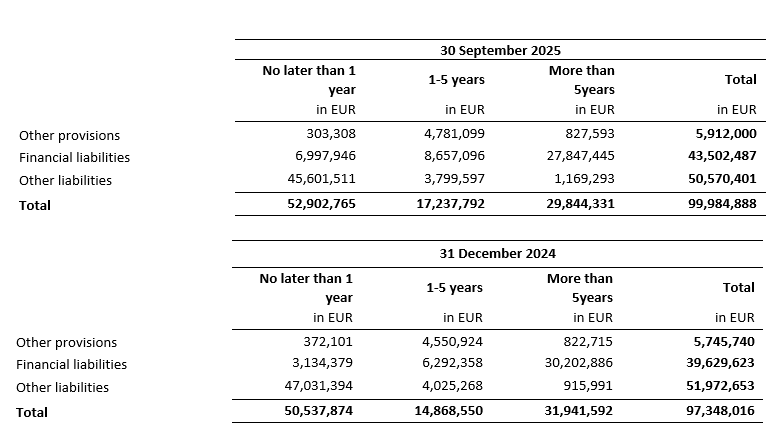 30 September 2025
No later than 1 year 1-5 years More than 5years Total
in EUR in EUR in EUR in EUR
Other provisions 303,308 4,781,099 827,593 5,912,000
Financial liabilities 6,997,946 8,657,096 27,847,445 43,502,487
Other liabilities 45,601,511 3,799,597 1,169,293 50,570,401
Total 52,902,765 17,237,792 29,844,331 99,984,888
31 December 2024
No later than 1 year 1-5 years More than 5years Total
in EUR in EUR in EUR in EUR
Other provisions 372,101 4,550,924 822,715 5,745,740
Financial liabilities 3,134,379 6,292,358 30,202,886 39,629,623
Other liabilities 47,031,394 4,025,268 915,991 51,972,653
Total 50,537,874 14,868,550 31,941,592 97,348,016